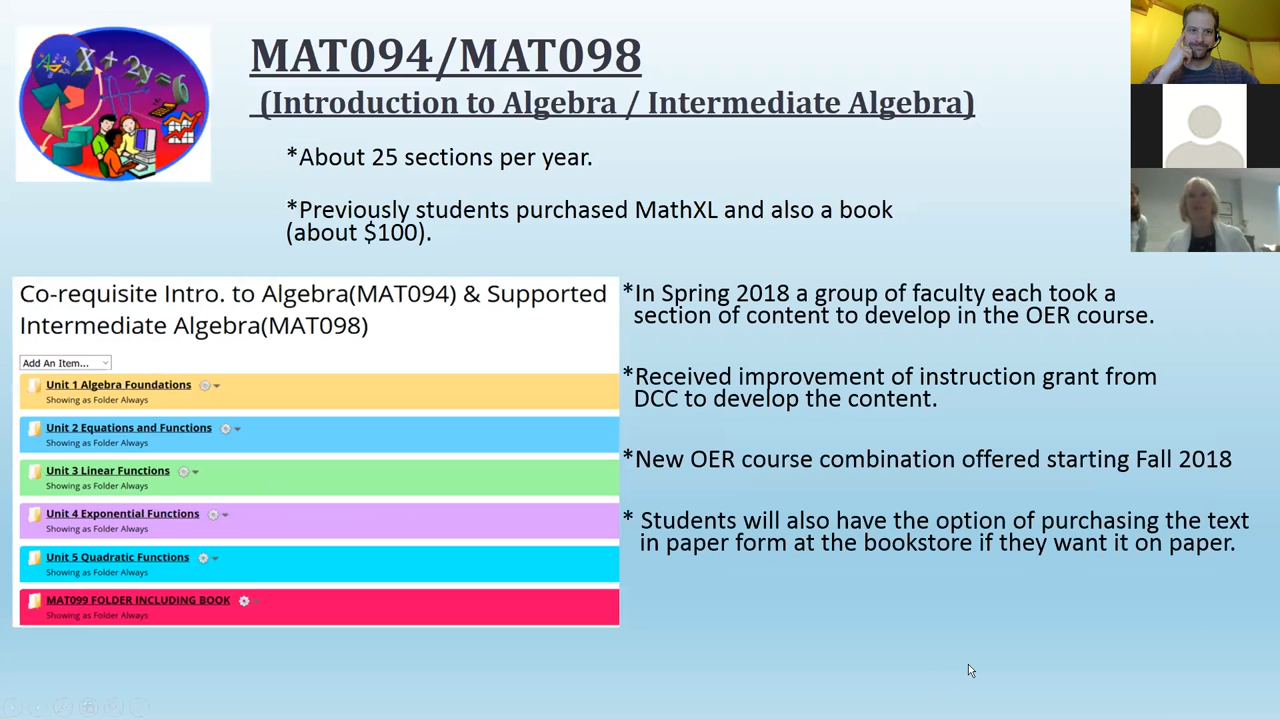 X + 2y = 6
MAT094/MAT098
(Introduction to Algebra / Intermediate Algebra)
*About 25 sections per year.
*Previously students purchased MathXL and also a book
(about $100).
Co-requisite Intro. to Algebra(MAT094) & Supported
Intermediate Algebra(MAT098)
Add An Item...
Unit 1 Algebra Foundations
Showing as Folder Always
Unit 2 Equations and Functions
Showing as Folder Always
Unit 3 Linear Functions
Showing as Folder Always
Unit 4 Exponential Functions
Showing as Folder Always
Unit 5 Quadratic Functions
Showing as Folder Always
MAT099 FOLDER INCLUDING BOOK
Showing as Folder Always
*In Spring 2018 a group of faculty each took a
section of content to develop in the OER course.
*Received improvement of instruction grant from
DCC to develop the content.
*New OER course combination offered starting Fall 2018
* Students will also have the option of purchasing the text
in paper form at the bookstore if they want it on paper.